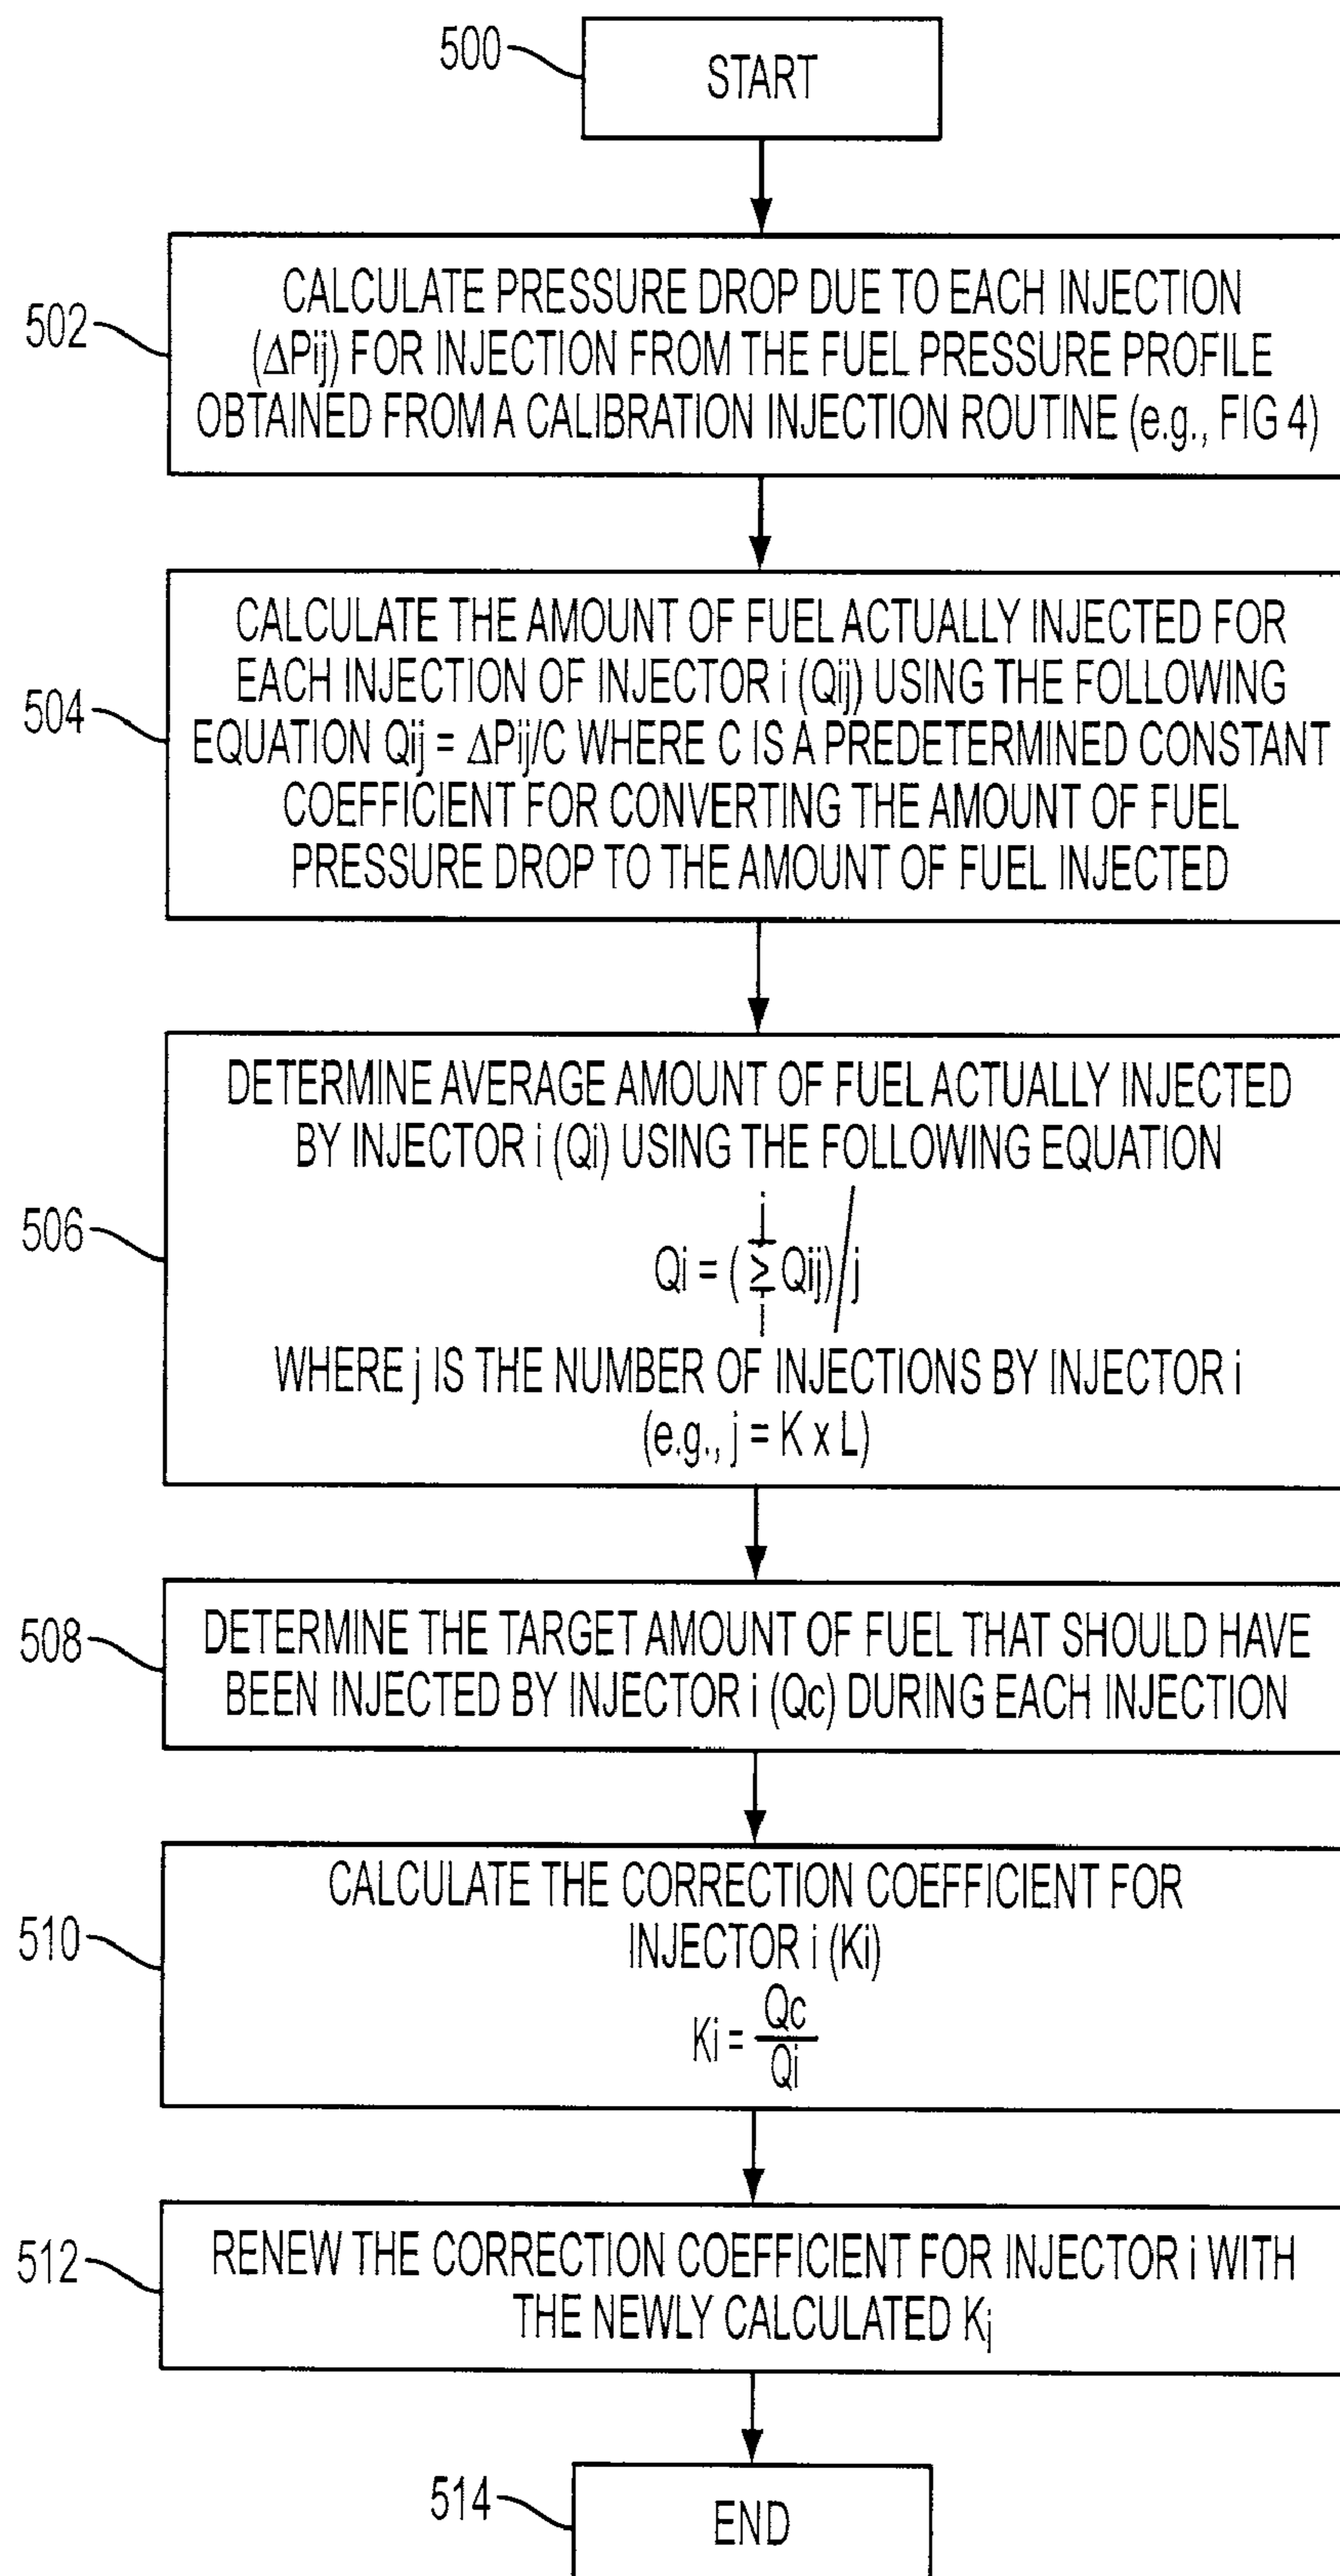 500
START
502
CALCULATE PRESSURE DROP DUE TO EACH INJECTION
(ΔPij) FOR INJECTION FROM THE FUEL PRESSURE PROFILE
OBTAINED FROM A CALIBRATION INJECTION ROUTINE (e.g., FIG 4)
504
CALCULATE THE AMOUNT OF FUEL ACTUALLY INJECTED FOR
EACH INJECTION OF INJECTOR i (Qij) USING THE FOLLOWING
EQUATION Qij = ΔPij/C WHERE C IS A PREDETERMINED CONSTANT
COEFFICIENT FOR CONVERTING THE AMOUNT OF FUEL
PRESSURE DROP TO THE AMOUNT OF FUEL INJECTED
506
DETERMINE AVERAGE AMOUNT OF FUEL ACTUALLY INJECTED
BY INJECTOR i (Qi) USING THE FOLLOWING EQUATION
j
Qi = (Σ Qij)/j
i
WHERE j IS THE NUMBER OF INJECTIONS BY INJECTOR i
(e.g., j = K x L)
508
DETERMINE THE TARGET AMOUNT OF FUEL THAT SHOULD HAVE
BEEN INJECTED BY INJECTOR i (Qc) DURING EACH INJECTION
510
CALCULATE THE CORRECTION COEFFICIENT FOR
INJECTOR i (Ki)
Ki = Qc/Qi
512
RENEW THE CORRECTION COEFFICIENT FOR INJECTOR i WITH
THE NEWLY CALCULATED Kj
514
END